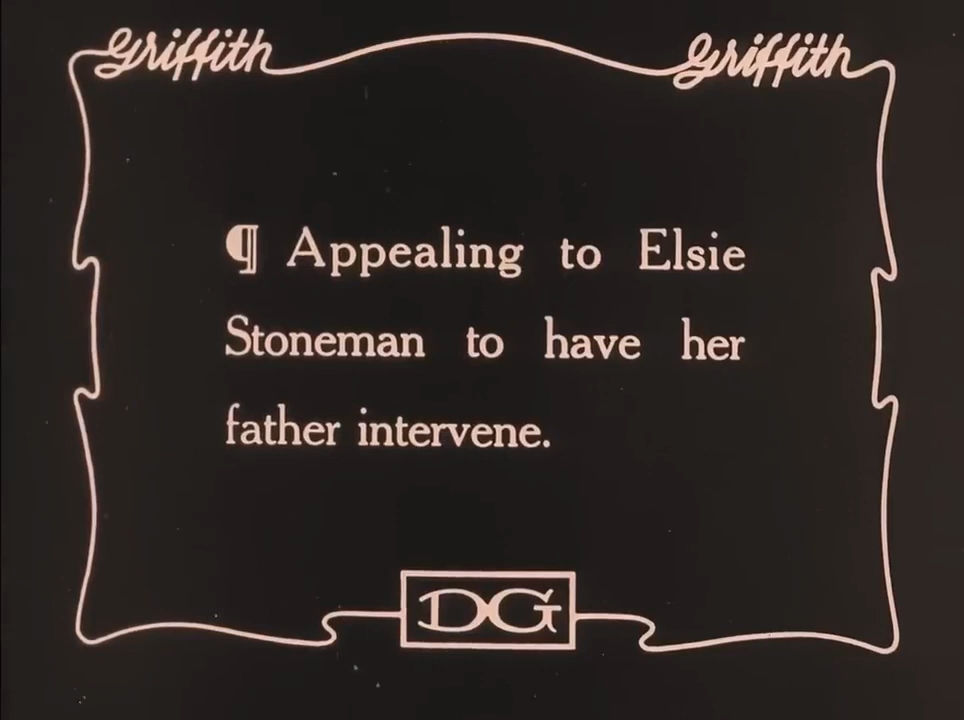 Griffith Griffith
¶ Appealing to Elsie
Stoneman to have her
father intervene.
DG